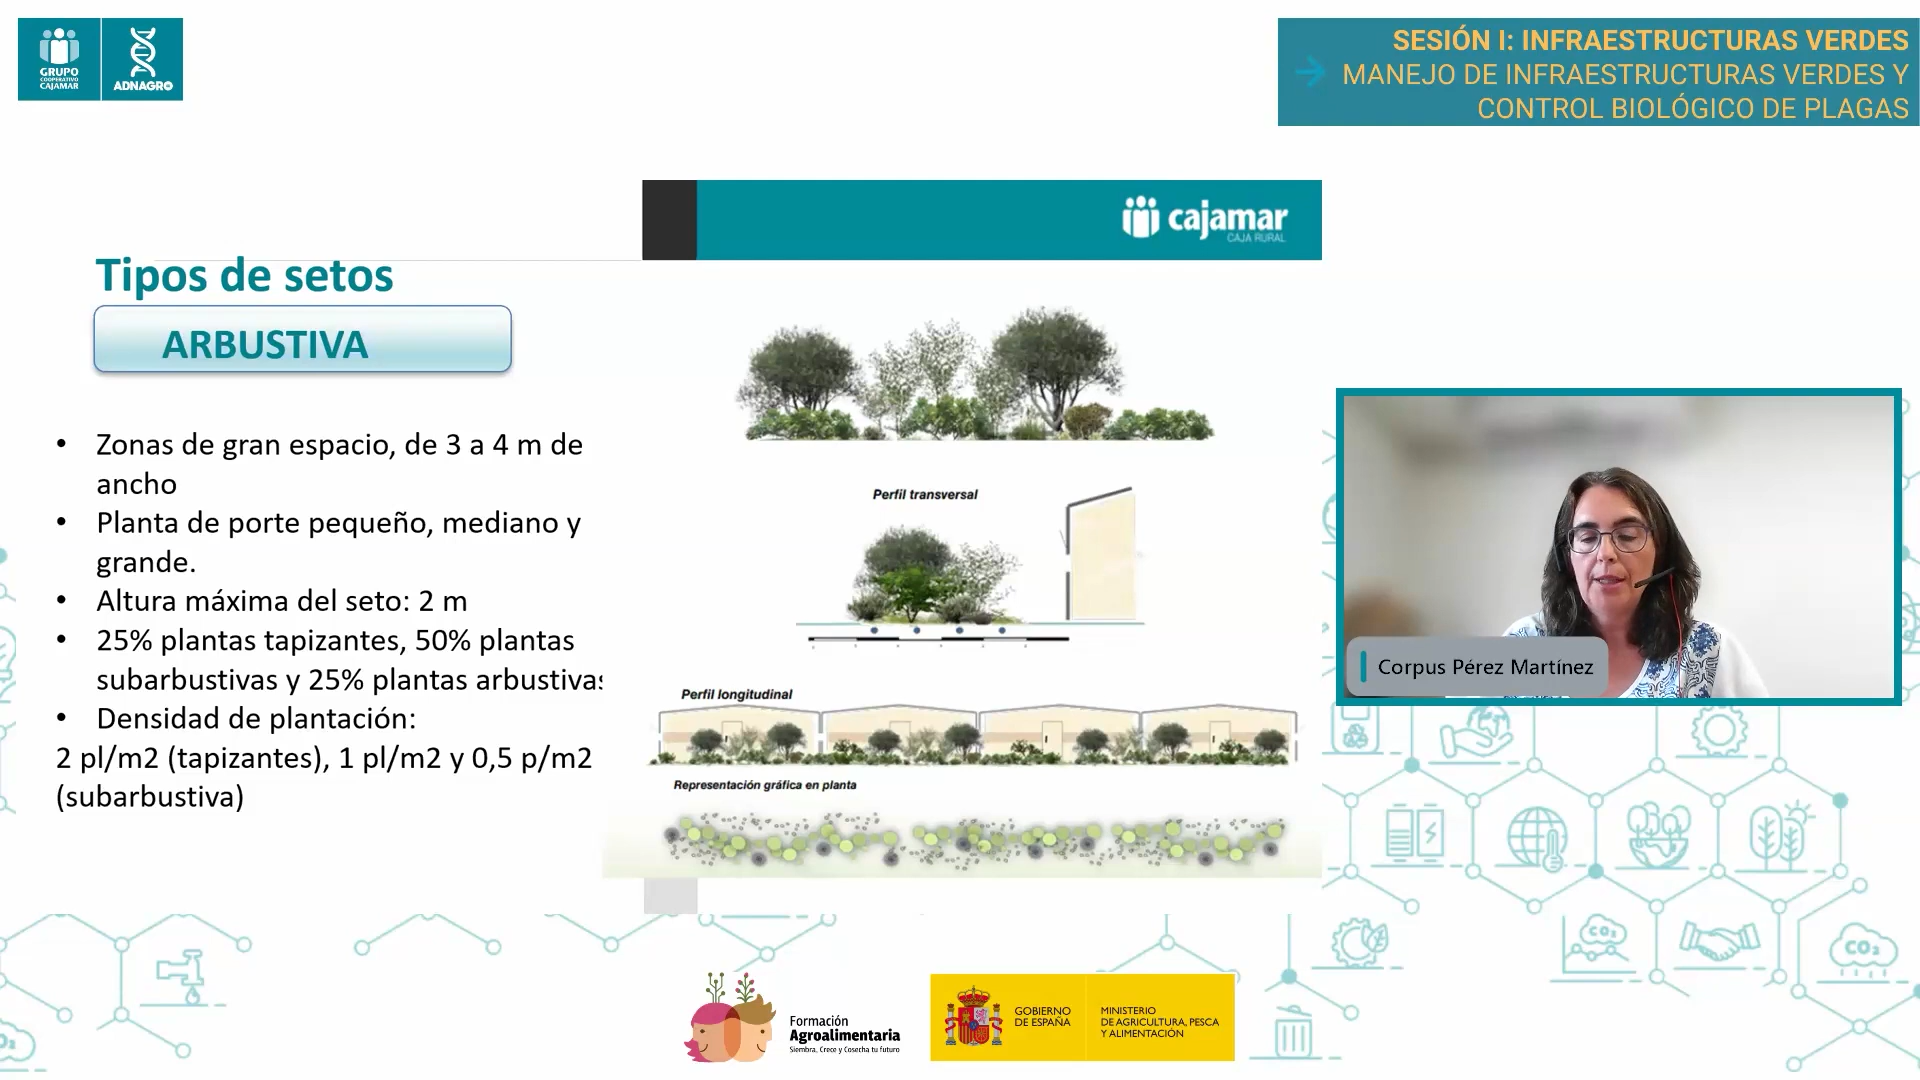 GRUPO
COOPERATIVO
CAJAMAR
ADNAGRO
SESIÓN I: INFRAESTRUCTURAS VERDES
MANEJO DE INFRAESTRUCTURAS VERDES Y
CONTROL BIOLÓGICO DE PLAGAS
cajamar
CAJA RURAL
Tipos de setos
ARBUSTIVA
• Zonas de gran espacio, de 3 a 4 m de
ancho
• Planta de porte pequeño, mediano y
grande.
• Altura máxima del seto: 2 m
• 25% plantas tapizantes, 50% plantas
subarbustivas y 25% plantas arbustivas
• Densidad de plantación:
2 pl/m2 (tapizantes), 1 pl/m2 y 0,5 p/m2
(subarbustiva)
Perfil transversal
Perfil longitudinal
Representación gráfica en planta
Corpus Pérez Martínez
CO₂
CO₂
Formación
Agroalimentaria
Siembra, Crece y Cosecha tu futuro
GOBIERNO
DE ESPAÑA
MINISTERIO
DE AGRICULTURA, PESCA
Y ALIMENTACIÓN